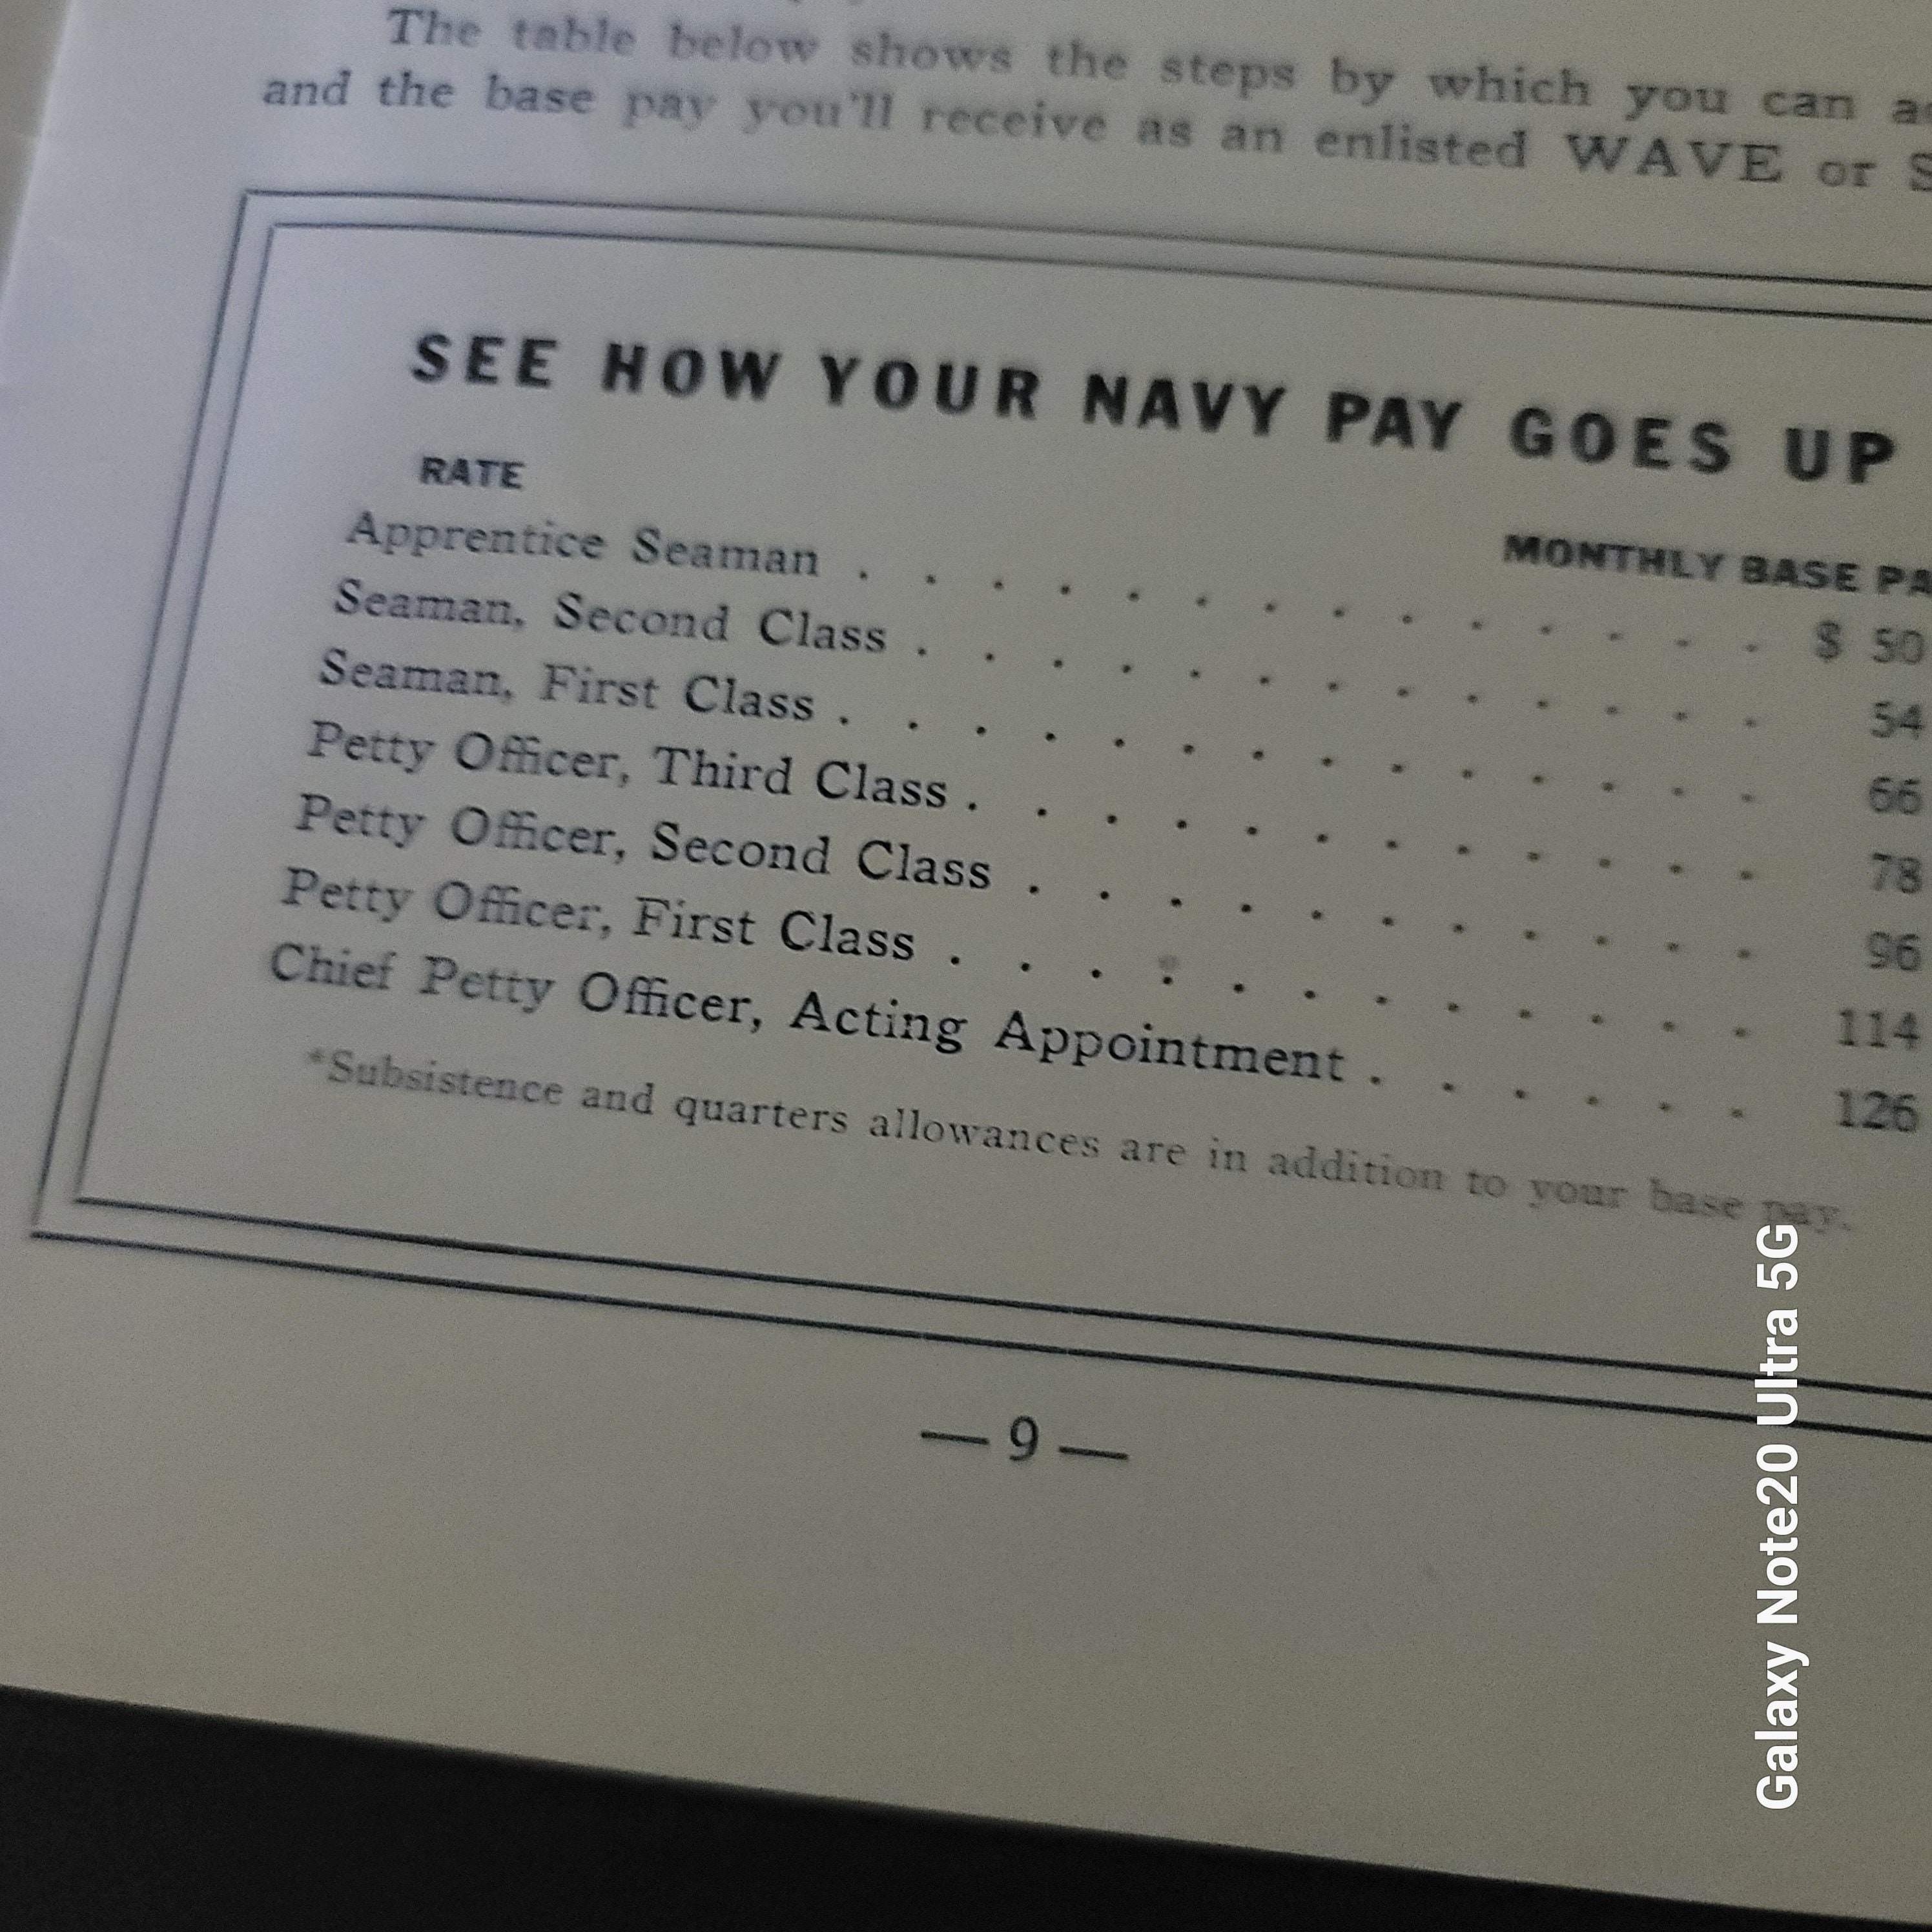 The table below shows the steps by which you can
and the base pay you'll receive as an enlisted WAVE or
SEE HOW YOUR NAVY PAY GOES UP
RATE
MONTHLY BASE PA
Apprentice Seaman . . . . . . . . . . . . . . $ 50
Seaman, Second Class . . . . . . . . . . . . . 54
Seaman, First Class . . . . . . . . . . . . . . 66
Petty Officer, Third Class . . . . . . . . . . . . 78
Petty Officer, Second Class . . . . . . . . . . . 96
Petty Officer, First Class . . . . . . . . . . . . 114
Chief Petty Officer, Acting Appointment . . . . . . 126
*Subsistence and quarters allowances are in addition to your base pay.
— 9 —
Galaxy Note20 Ultra 5G